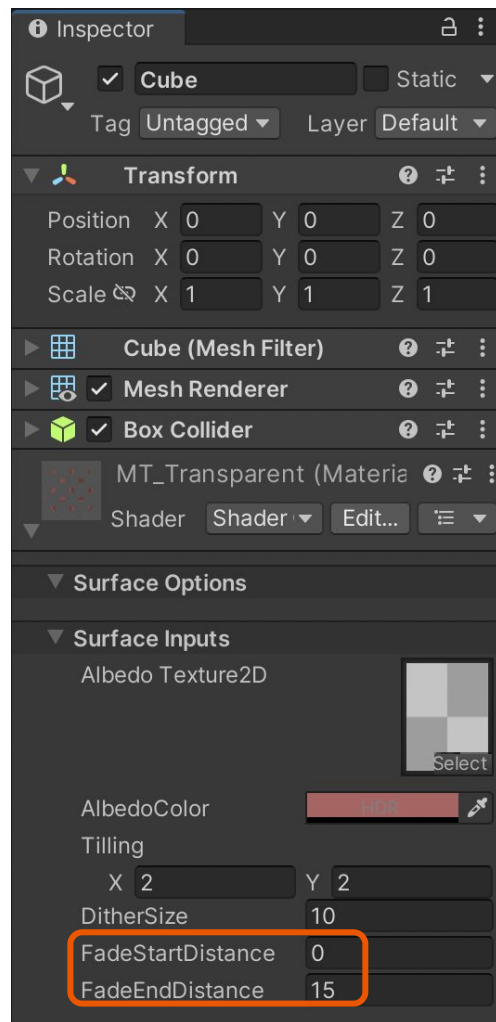 Inspector
Cube Static
Tag Untagged Layer Default
Transform
Position X 0 Y 0 Z 0
Rotation X 0 Y 0 Z 0
Scale X 1 Y 1 Z 1
Cube (Mesh Filter)
Mesh Renderer
Box Collider
MT_Transparent (Materia
Shader Shader Edit...
Surface Options
Surface Inputs
Albedo Texture2D
Select
AlbedoColor HDR
Tilling
X 2 Y 2
DitherSize 10
FadeStartDistance 0
FadeEndDistance 15